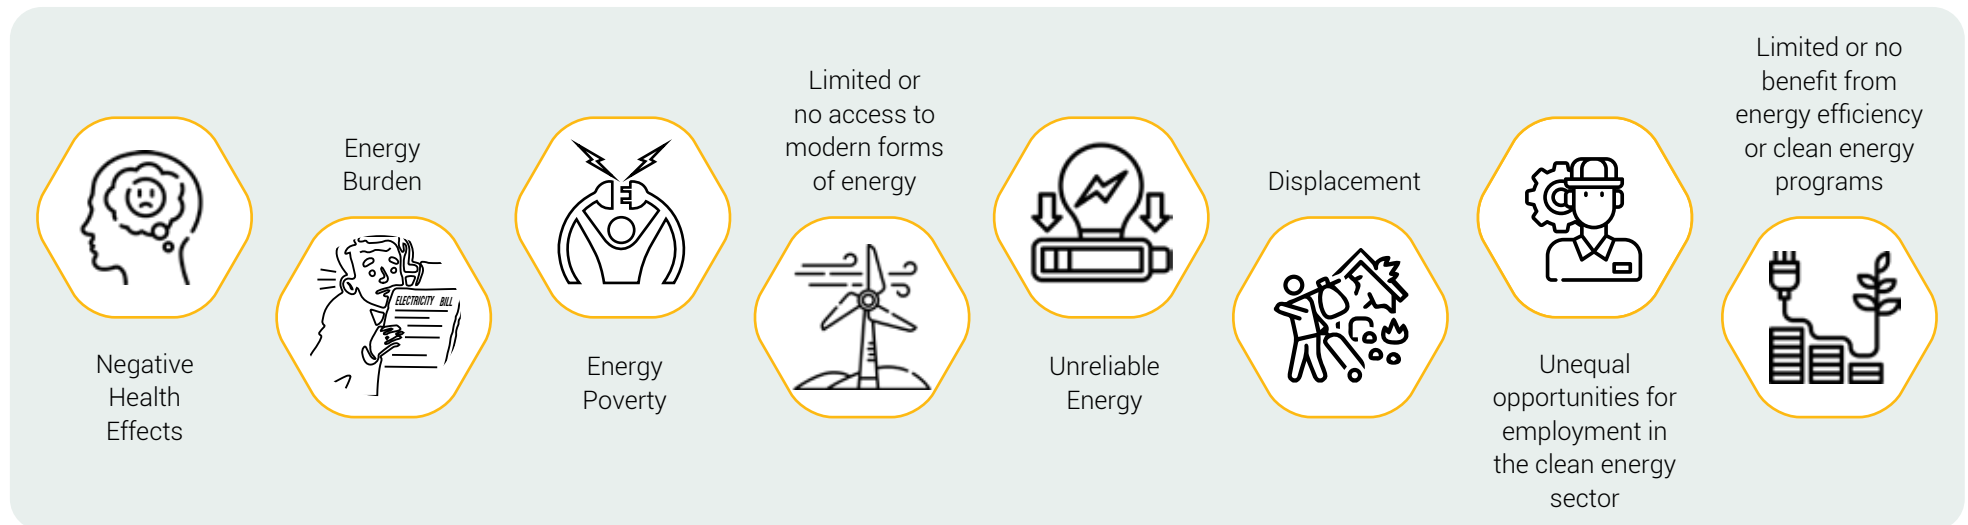 Negative
Health
Effects
Energy
Burden
ELECTRICITY BILL
Energy
Poverty
Limited or
no access to
modern forms
of energy
Unreliable
Energy
Displacement
Unequal
opportunities for
employment in
the clean energy
sector
Limited or no
benefit from
energy efficiency
or clean energy
programs